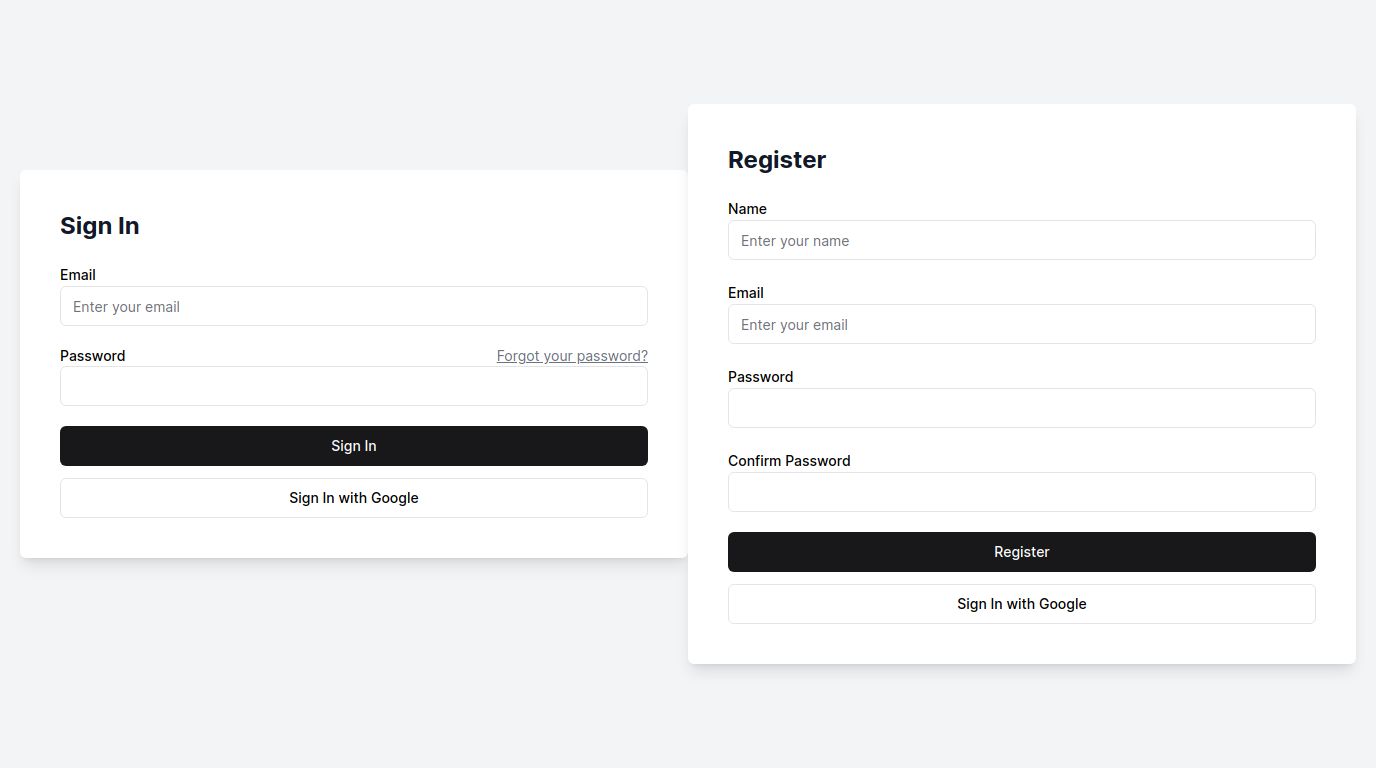 Sign In
Email
Enter your email
Password Forgot your password?
Sign In
Sign In with Google
Register
Name
Enter your name
Email
Enter your email
Password
Confirm Password
Register
Sign In with Google